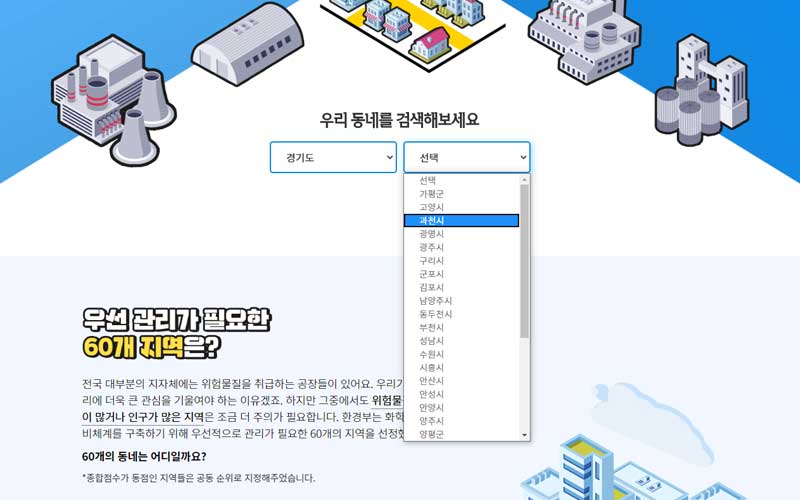 우리 동네를 검색해보세요
경기도
선택
선택
가평군
고양시
과천시
광명시
광주시
구리시
군포시
김포시
남양주시
동두천시
부천시
성남시
수원시
시흥시
안산시
안성시
안양시
양주시
양평군
우선 관리가 필요한
60개 지역은?
전국 대부분의 지자체에는 위험물질을 취급하는 공장들이 있어요. 우리가
리에 더욱 큰 관심을 기울여야 하는 이유겠죠. 하지만 그중에서도 위험물
이 많거나 인구가 많은 지역은 조금 더 주의가 필요합니다. 환경부는 화학
비체계를 구축하기 위해 우선적으로 관리가 필요한 60개의 지역을 선정했
60개의 동네는 어디일까요?
*종합점수가 동점인 지역들은 공동 순위로 지정해주었습니다.